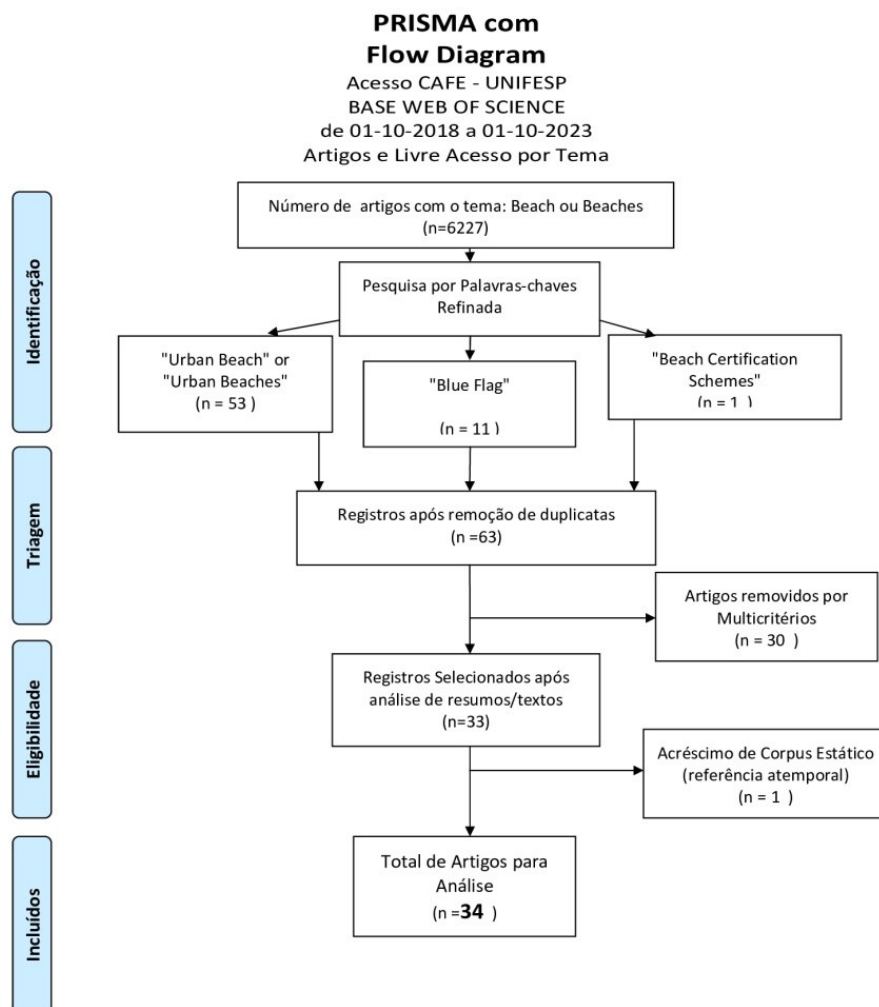 PRISMA com
Flow Diagram
Acesso CAFE - UNIFESP
BASE WEB OF SCIENCE
de 01-10-2018 a 01-10-2023
Artigos e Livre Acesso por Tema
Identificação
Número de  artigos com o tema: Beach ou Beaches
(n=6227)
Pesquisa por Palavras-chaves
Refinada
"Urban Beach" or
"Urban Beaches"
(n = 53 )
"Blue Flag"
(n = 11 )
"Beach Certification
Schemes"
(n = 1  )
Triagem
Registros após remoção de duplicatas
(n =63)
Artigos removidos por
Multicritérios
(n = 30  )
Eligibilidade
Registros Selecionados após
análise de resumos/textos
(n=33)
Acréscimo de Corpus Estático
(referência atemporal)
(n = 1  )
Incluídos
Total de Artigos para
Análise
(n =34  )